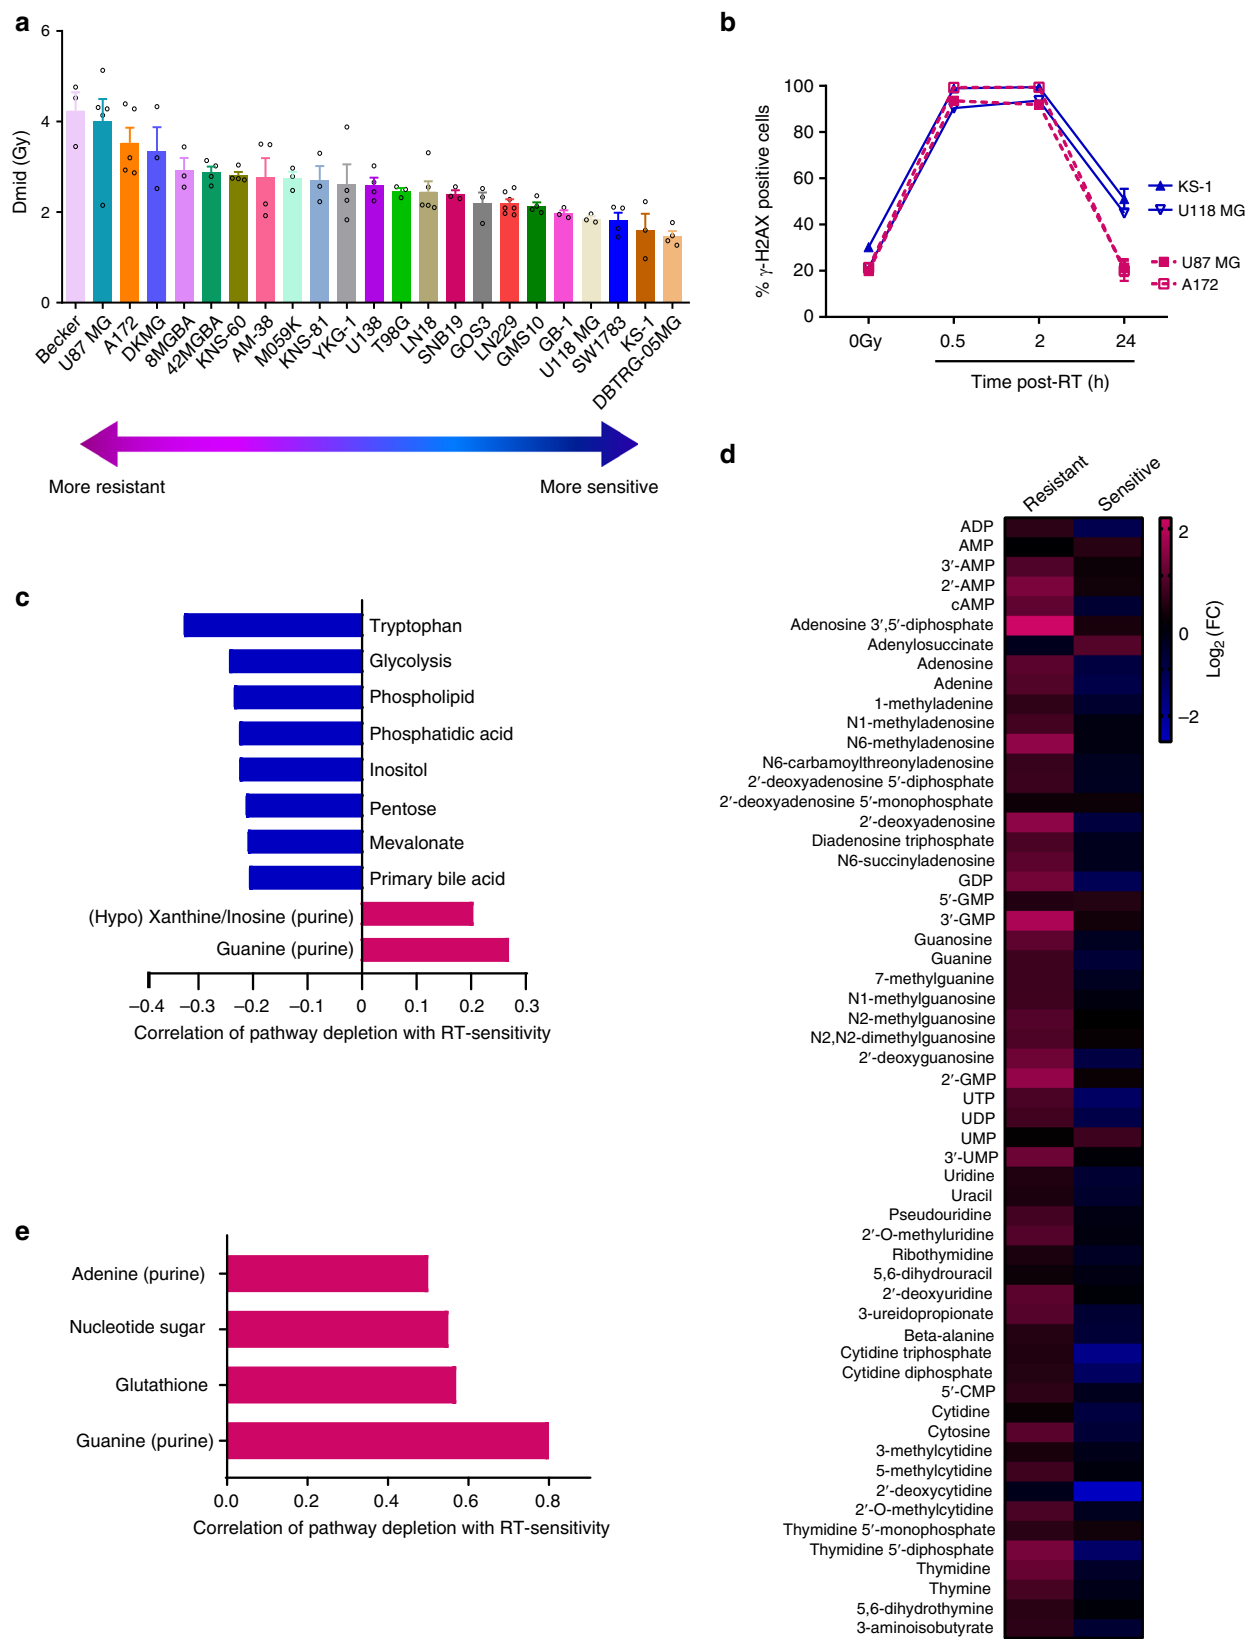 a
6
4
2
0
Dmid (Gy)
Becker
U87 MG
A172
DKMG
8MGBA
42MGBA
KNS-60
AM-38
M059K
KNS-81
YKG-1
U138
T98G
LN18
SNB19
GOS3
LN229
GMS10
GB-1
U118 MG
SW1783
KS-1
DBTRG-05MG
More resistant
More sensitive
b
100
80
60
40
20
0
% γ-H2AX positive cells
0Gy
0.5
2
24
Time post-RT (h)
KS-1
U118 MG
U87 MG
A172
c
Tryptophan
Glycolysis
Phospholipid
Phosphatidic acid
Inositol
Pentose
Mevalonate
Primary bile acid
(Hypo) Xanthine/Inosine (purine)
Guanine (purine)
–0.4
–0.3
–0.2
–0.1
0
0.1
0.2
0.3
Correlation of pathway depletion with RT-sensitivity
d
Resistant
Sensitive
ADP
AMP
3′-AMP
2′-AMP
cAMP
Adenosine 3′,5′-diphosphate
Adenylosuccinate
Adenosine
Adenine
1-methyladenine
N1-methyladenosine
N6-methyladenosine
N6-carbamoylthreonyladenosine
2′-deoxyadenosine 5′-diphosphate
2′-deoxyadenosine 5′-monophosphate
2′-deoxyadenosine
Diadenosine triphosphate
N6-succinyladenosine
GDP
5′-GMP
3′-GMP
Guanosine
Guanine
7-methylguanine
N1-methylguanosine
N2-methylguanosine
N2,N2-dimethylguanosine
2′-deoxyguanosine
2′-GMP
UTP
UDP
UMP
3′-UMP
Uridine
Uracil
Pseudouridine
2′-O-methyluridine
Ribothymidine
5,6-dihydrouracil
2′-deoxyuridine
3-ureidopropionate
Beta-alanine
Cytidine triphosphate
Cytidine diphosphate
5′-CMP
Cytidine
Cytosine
3-methylcytidine
5-methylcytidine
2′-deoxycytidine
2′-O-methylcytidine
Thymidine 5′-monophosphate
Thymidine 5′-diphosphate
Thymidine
Thymine
5,6-dihydrothymine
3-aminoisobutyrate
2
0
–2
Log2 (FC)
e
Adenine (purine)
Nucleotide sugar
Glutathione
Guanine (purine)
0.0
0.2
0.4
0.6
0.8
Correlation of pathway depletion with RT-sensitivity